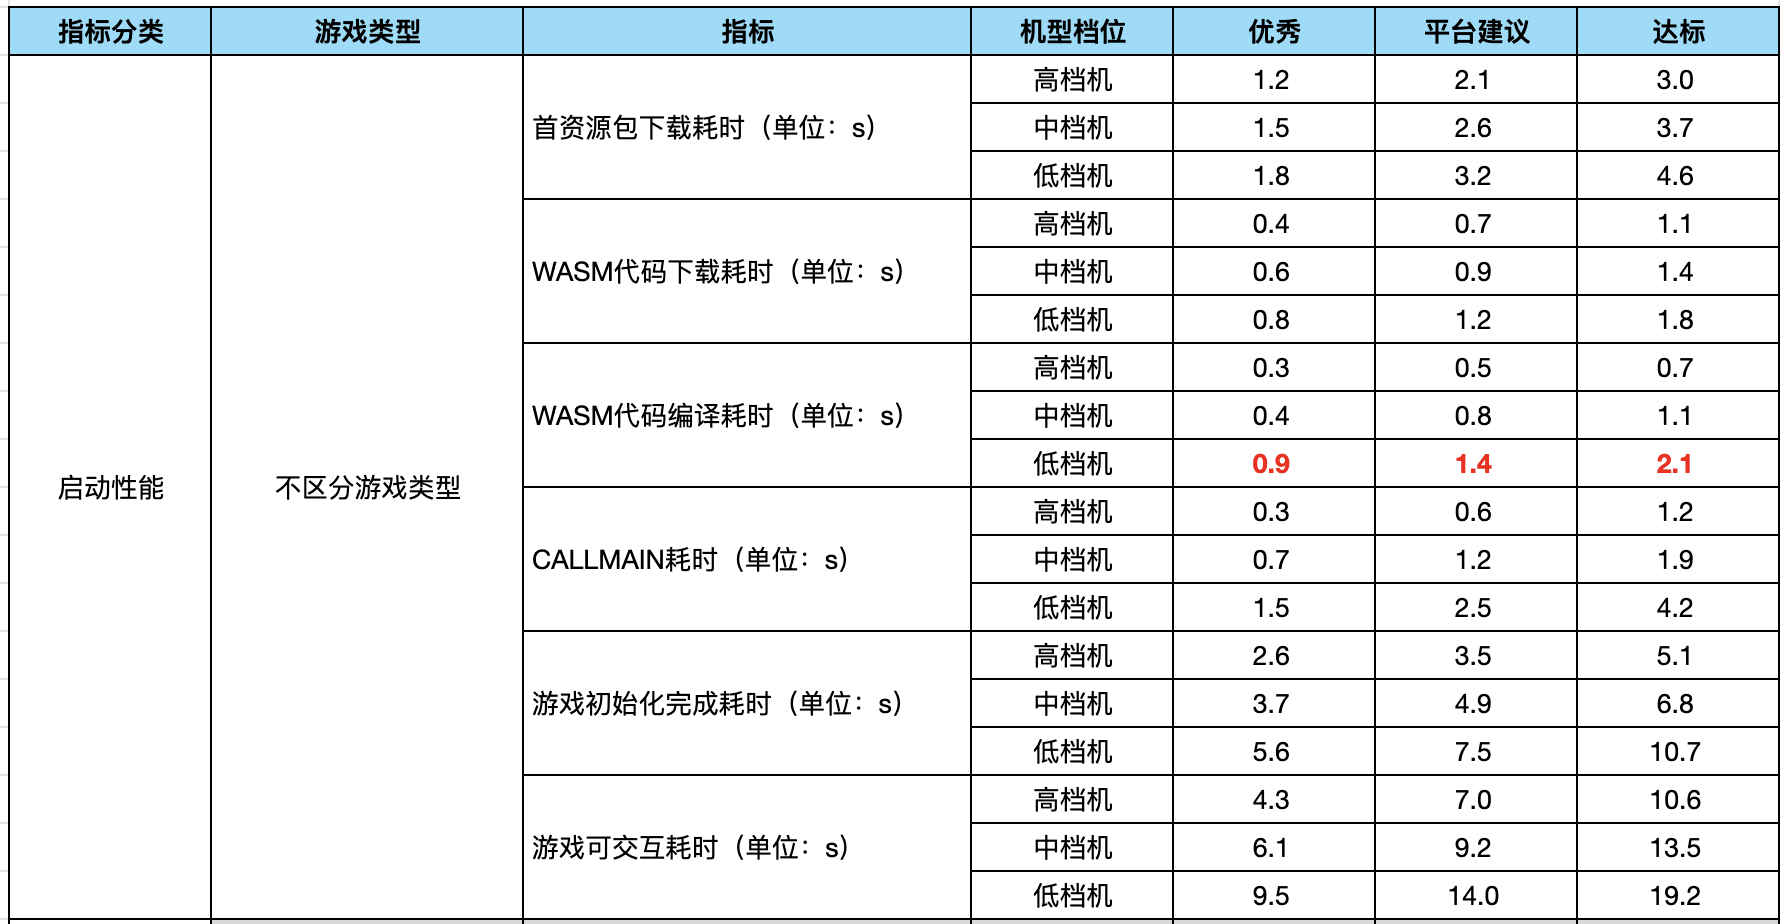 指标分类 游戏类型 指标 机型档位 优秀 平台建议 达标
高档机 1.2 2.1 3.0
首资源包下载耗时（单位：s） 中档机 1.5 2.6 3.7
低档机 1.8 3.2 4.6
高档机 0.4 0.7 1.1
WASM代码下载耗时（单位：s） 中档机 0.6 0.9 1.4
低档机 0.8 1.2 1.8
高档机 0.3 0.5 0.7
WASM代码编译耗时（单位：s） 中档机 0.4 0.8 1.1
低档机 0.9 1.4 2.1
启动性能 不区分游戏类型
高档机 0.3 0.6 1.2
CALLMAIN耗时（单位：s） 中档机 0.7 1.2 1.9
低档机 1.5 2.5 4.2
高档机 2.6 3.5 5.1
游戏初始化完成耗时（单位：s） 中档机 3.7 4.9 6.8
低档机 5.6 7.5 10.7
高档机 4.3 7.0 10.6
游戏可交互耗时（单位：s） 中档机 6.1 9.2 13.5
低档机 9.5 14.0 19.2